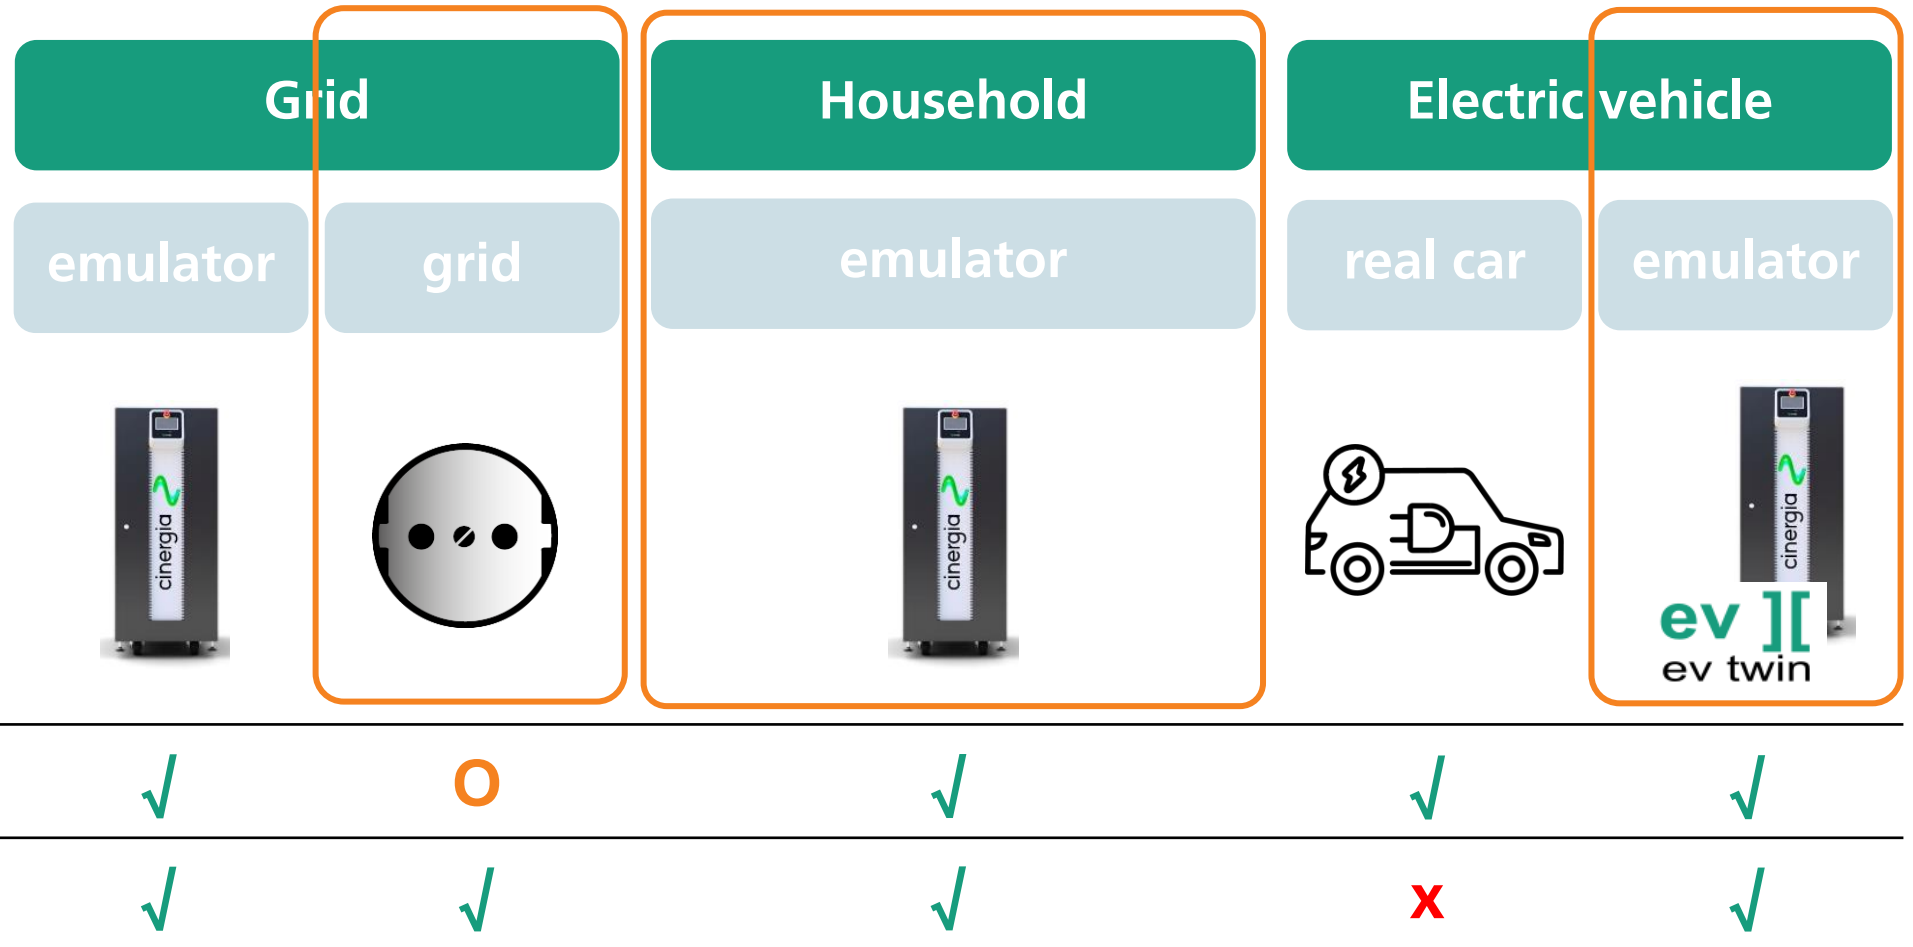 Grid
Household
Electric vehicle
emulator
grid
emulator
real car
emulator
cinergia
cinergia
cinergia
ev ][
ev twin
√
O
√
√
√
√
√
√
x
√